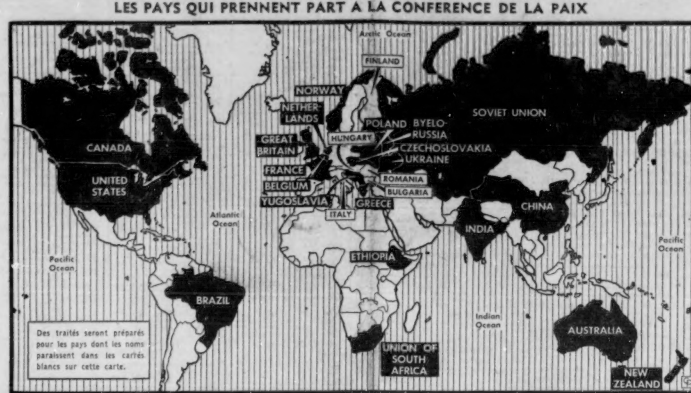 LES PAYS QUI PRENNENT PART A LA CONFERENCE DE LA PAIX
Arctic Ocean
FINLAND
NORWAY
NETHER-
LANDS
POLAND
BYELO-
RUSSIA
SOVIET UNION
HUNGARY
GREAT
BRITAIN
CZECHOSLOVAKIA
UKRAINE
CANADA
FRANCE
UNITED
STATES
BELGIUM
ROMANIA
BULGARIA
YUGOSLAVIA
GREECE
ITALY
CHINA
Atlantic
Ocean
INDIA
Pacific
Ocean
Pacific
Ocean
ETHIOPIA
BRAZIL
Indian
Ocean
AUSTRALIA
Des traités seront préparés
pour les pays dont les noms
paraissent dans les carrés
blancs sur cette carte.
UNION OF
SOUTH
AFRICA
NEW
ZEALAND